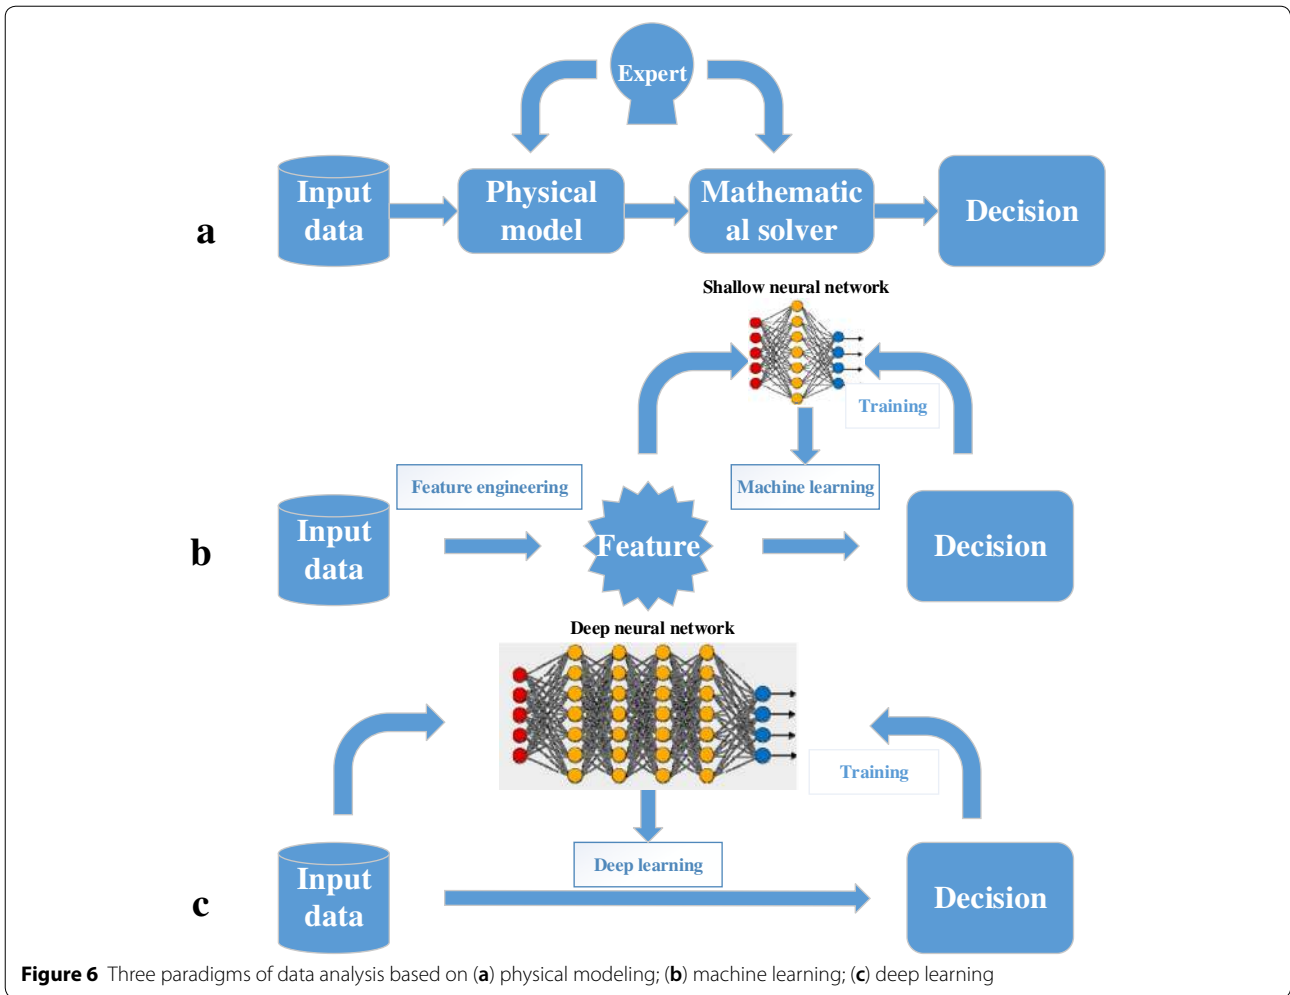 Expert
Input
data
Physical
model
Mathematic
al solver
Decision
a
Shallow neural network
Training
Feature engineering
Machine learning
Input
data
Feature
Decision
b
Deep neural network
Training
Deep learning
Input
data
Decision
c
Figure 6 Three paradigms of data analysis based on (a) physical modeling; (b) machine learning; (c) deep learning